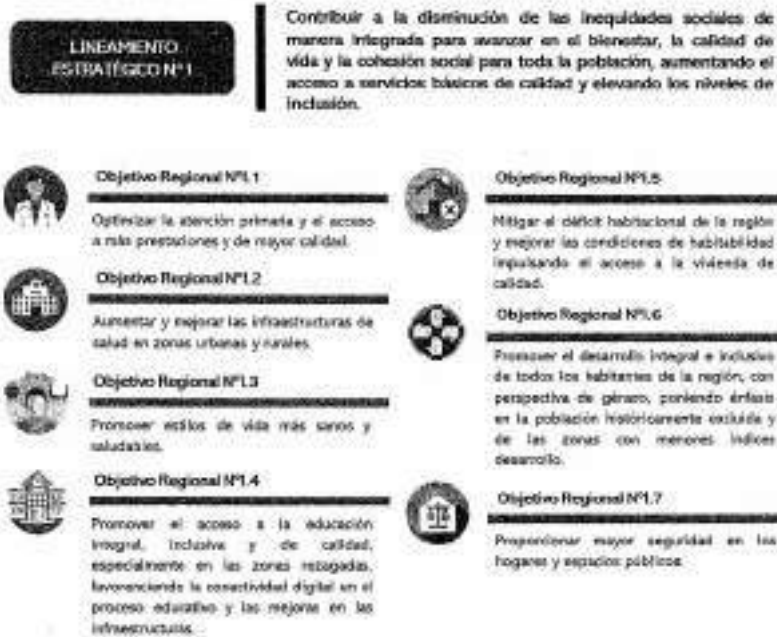 LINEAMIENTO
ESTRATÉGICO Nº 1
Contribuir a la disminución de las inequidades sociales de
manera integrada para avanzar en el bienestar, la calidad de
vida y la cohesión social para toda la población, aumentando el
acceso a servicios básicos de calidad y elevando los niveles de
inclusión.
Objetivo Regional Nº1.1
Optimizar la atención primaria y el acceso
a más prestaciones y de mayor calidad.
Objetivo Regional Nº1.2
Aumentar y mejorar las infraestructuras de
salud en zonas urbanas y rurales.
Objetivo Regional Nº1.3
Promover estilos de vida más sanos y
saludables.
Objetivo Regional Nº1.4
Promover el acceso a la educación
integral, inclusiva y de calidad,
especialmente en las zonas rezagadas,
favoreciendo la conectividad digital en el
proceso educativo y las mejoras en las
infraestructuras.
Objetivo Regional Nº1.5
Mitigar el déficit habitacional de la región
y mejorar las condiciones de habitabilidad
impulsando el acceso a la vivienda de
calidad.
Objetivo Regional Nº1.6
Promover el desarrollo integral e inclusivo
de todos los habitantes de la región, con
perspectiva de género, poniendo énfasis
en la población históricamente excluida y
de las zonas con menores índices
desarrollo.
Objetivo Regional Nº1.7
Proporcionar mayor seguridad en los
hogares y espacios públicos